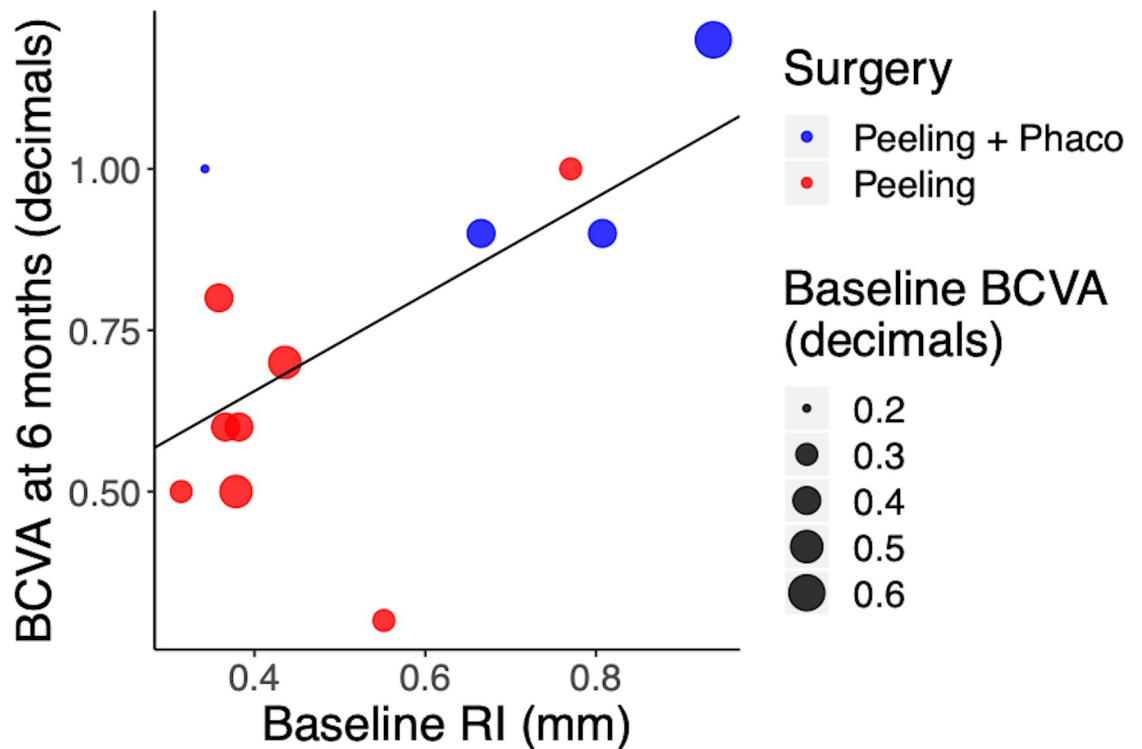 BCVA at 6 months (decimals)
1.00
0.75
0.50
0.4
0.6
0.8
Baseline RI (mm)
Surgery
Peeling + Phaco
Peeling
Baseline BCVA
(decimals)
0.2
0.3
0.4
0.5
0.6